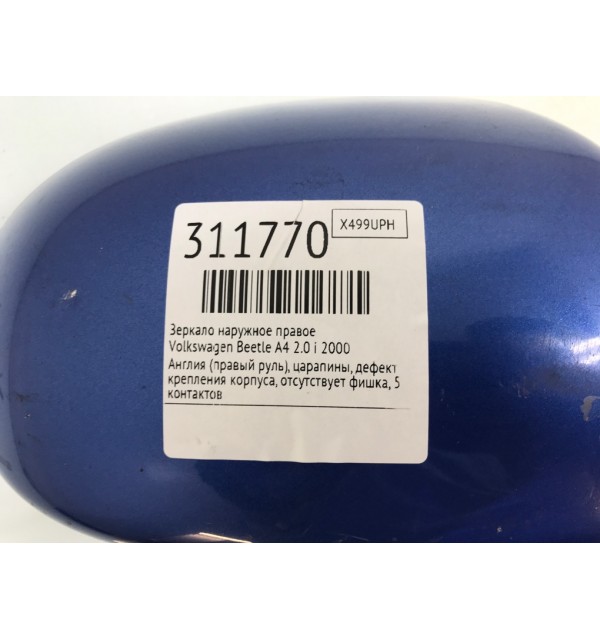 311770
X499UPH
Зеркало наружное правое
Volkswagen Beetle A4 2.0 i 2000
Англия (правый руль), царапины, дефект
крепления корпуса, отсутствует фишка, 5
контактов